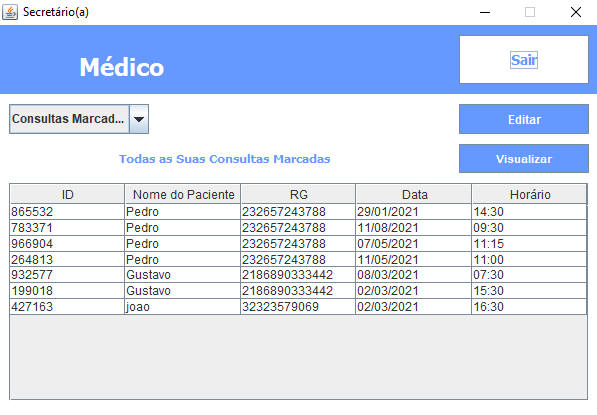 Secretário(a)
Médico
Sair
Consultas Marcad...
Editar
Todas as Suas Consultas Marcadas
Visualizar
ID Nome do Paciente RG Data Horário
865532 Pedro 232657243788 29/01/2021 14:30
783371 Pedro 232657243788 11/08/2021 09:30
966904 Pedro 232657243788 07/05/2021 11:15
264813 Pedro 232657243788 11/05/2021 11:00
932577 Gustavo 2186890333442 08/03/2021 07:30
199018 Gustavo 2186890333442 02/03/2021 15:30
427163 joao 32323579069 02/03/2021 16:30